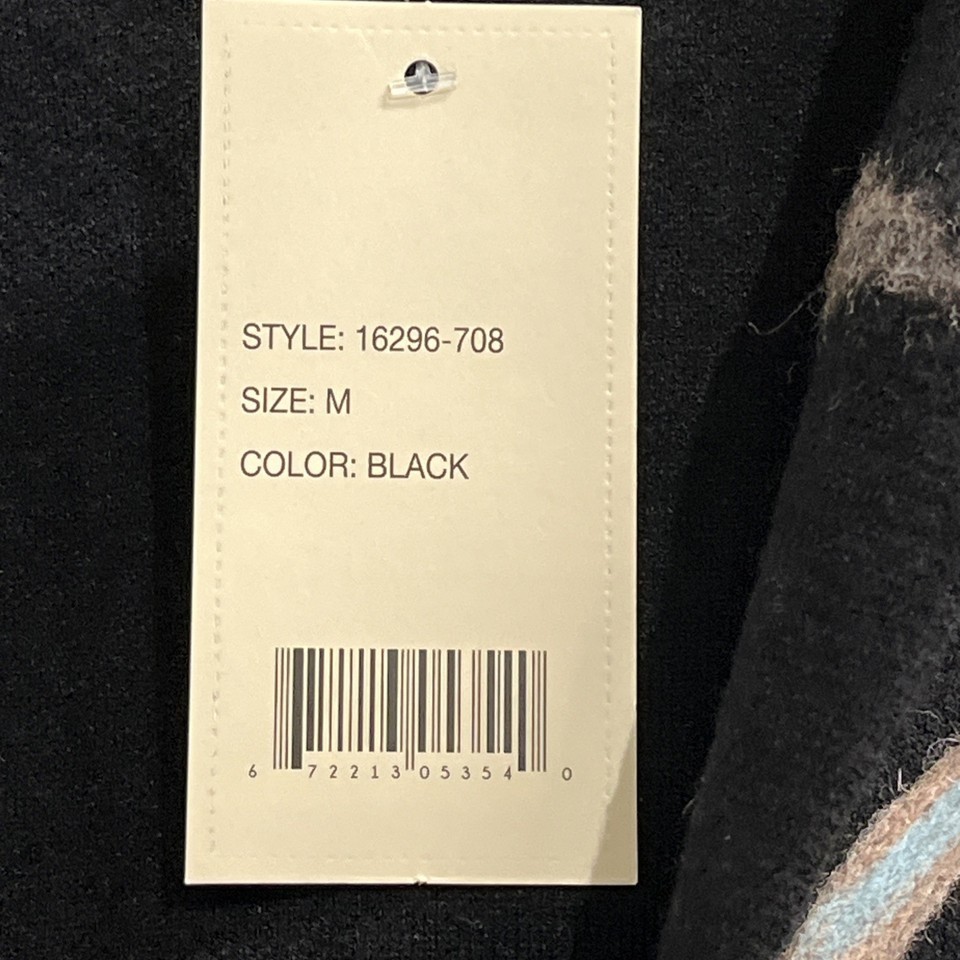 STYLE: 16296-708
SIZE: M
COLOR: BLACK
6 72213 05354 0